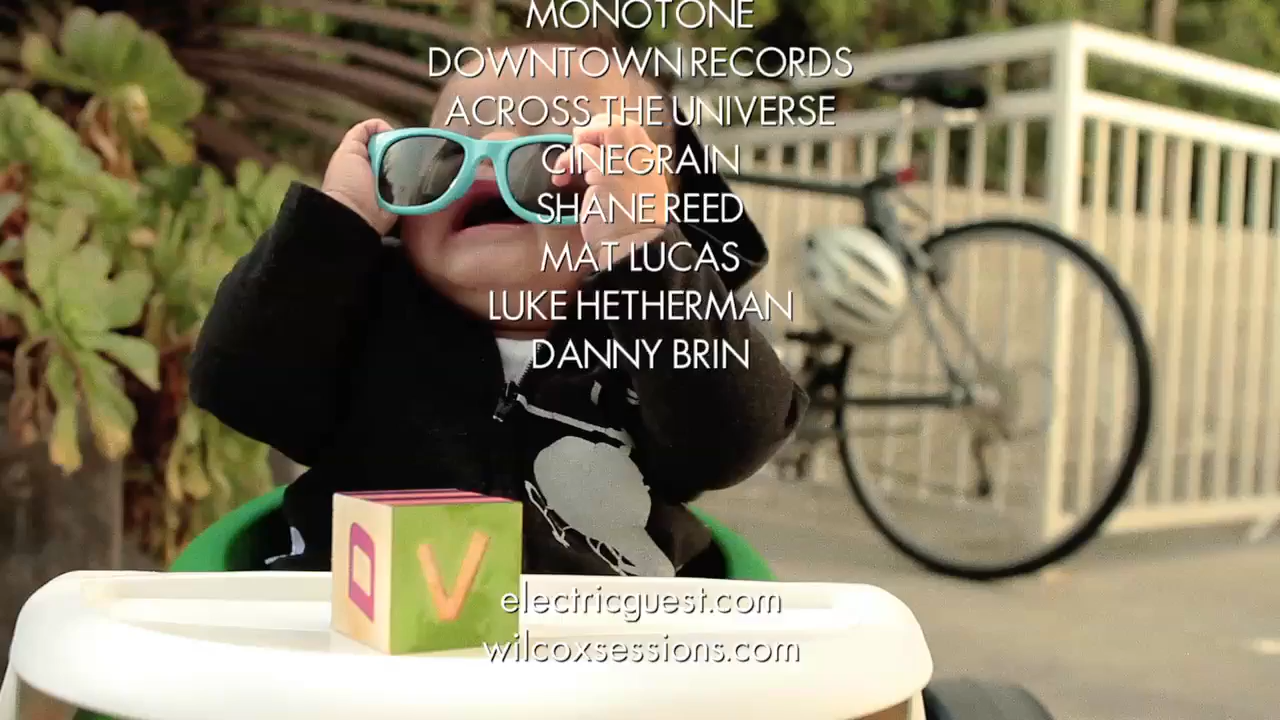 MONOTONE
DOWNTOWN RECORDS
ACROSS THE UNIVERSE
CINEGRAIN
SHANE REED
MAT LUCAS
LUKE HETHERMAN
DANNY BRIN
V
electricguest.com
wilcoxsessions.com